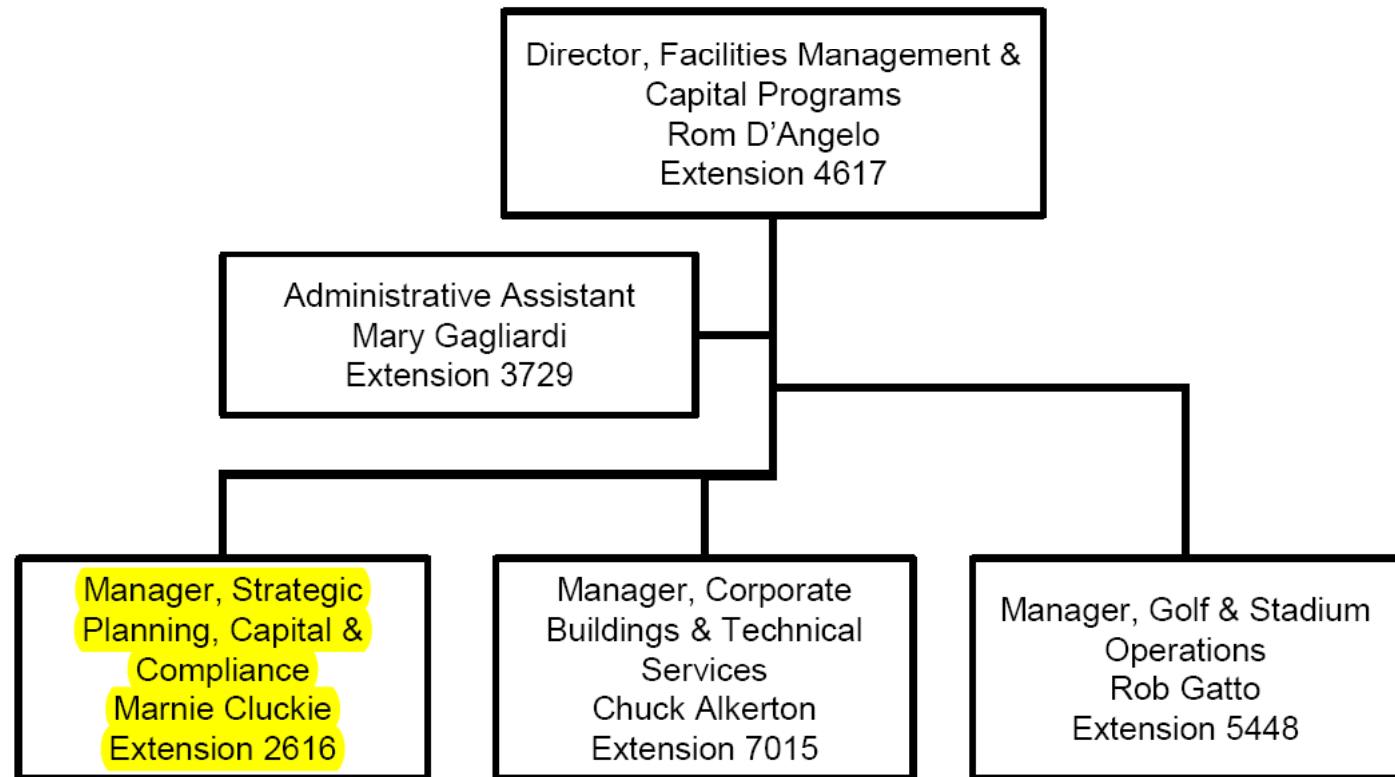 Director, Facilities Management &
Capital Programs
Rom D’Angelo
Extension 4617
Administrative Assistant
Mary Gagliardi
Extension 3729
Manager, Strategic
Planning, Capital &
Compliance
Marnie Cluckie
Extension 2616
Manager, Corporate
Buildings & Technical
Services
Chuck Alkerton
Extension 7015
Manager, Golf & Stadium
Operations
Rob Gatto
Extension 5448